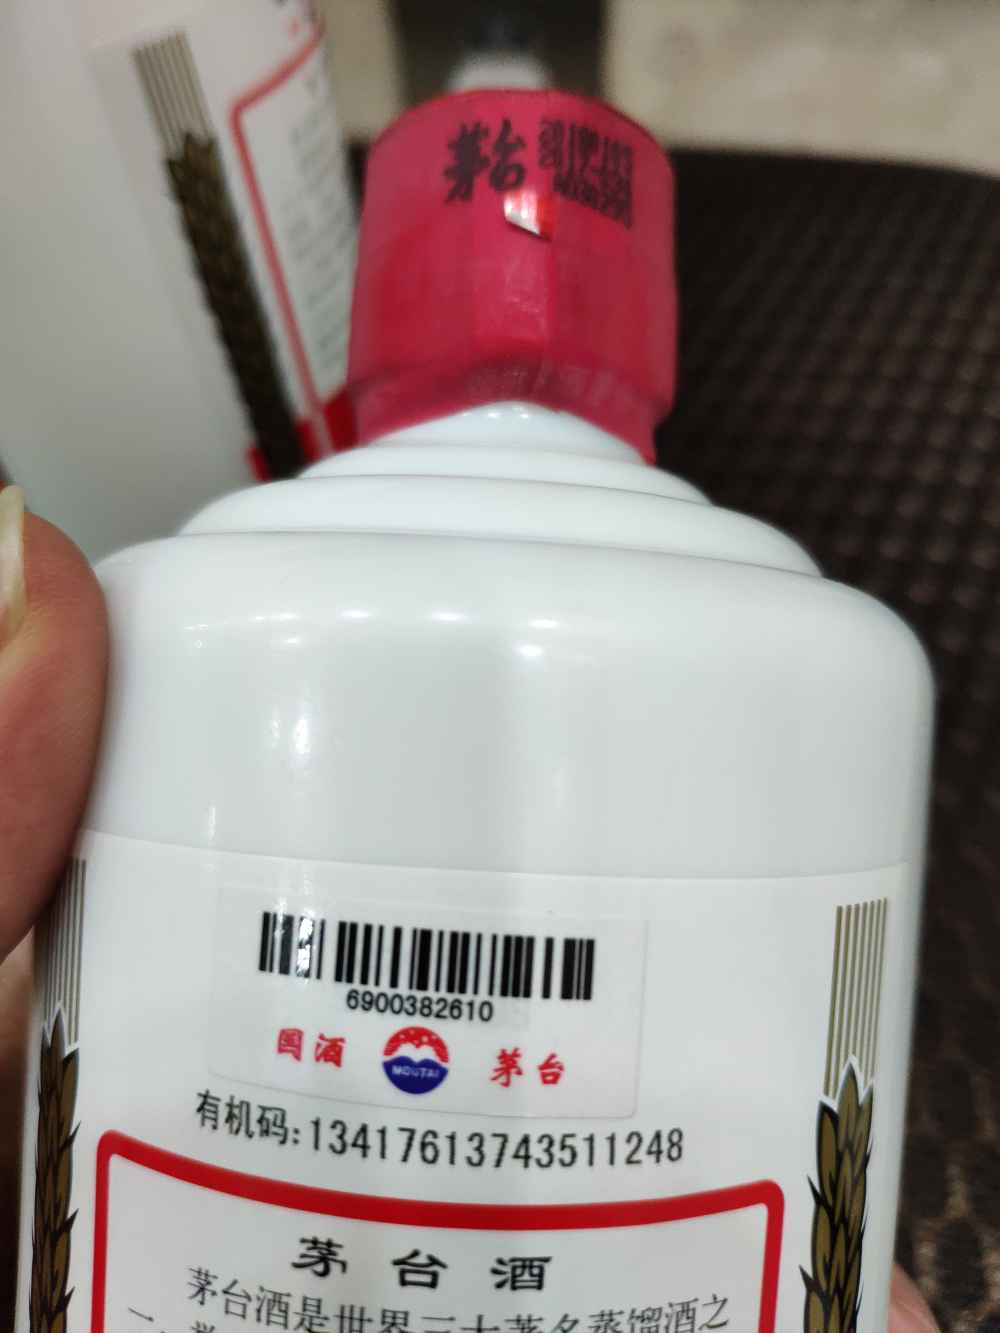 茅台
6900382610
国酒 MOUTAI 茅台
有机码:13417613743511248
茅台酒
茅台酒是世界三大著名蒸馏酒之
一